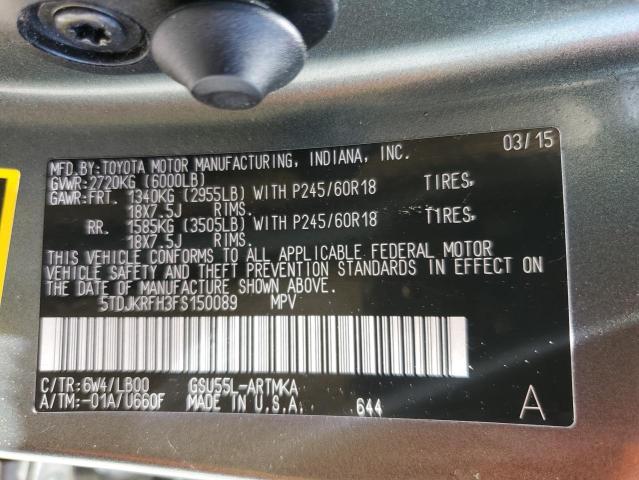 MFD.BY:TOYOTA MOTOR MANUFACTURING, INDIANA, INC. 03/15
GVWR:2720KG (6000LB)
GAWR:FRT. 1340KG (2955LB) WITH P245/60R18 TIRES,
18X7.5J RIMS.
RR. 1585KG (3505LB) WITH P245/60R18 TIRES,
18X7.5J RIMS.
THIS VEHICLE CONFORMS TO ALL APPLICABLE FEDERAL MOTOR
VEHICLE SAFETY AND THEFT PREVENTION STANDARDS IN EFFECT ON
THE DATE OF MANUFACTURE SHOWN ABOVE.
5TDJKRFH3FS150089 MPV
C/TR:6W4/LB00 GSU55L-ARTMKA
A/TM:-01A/U660F MADE IN U.S.A. 644 A